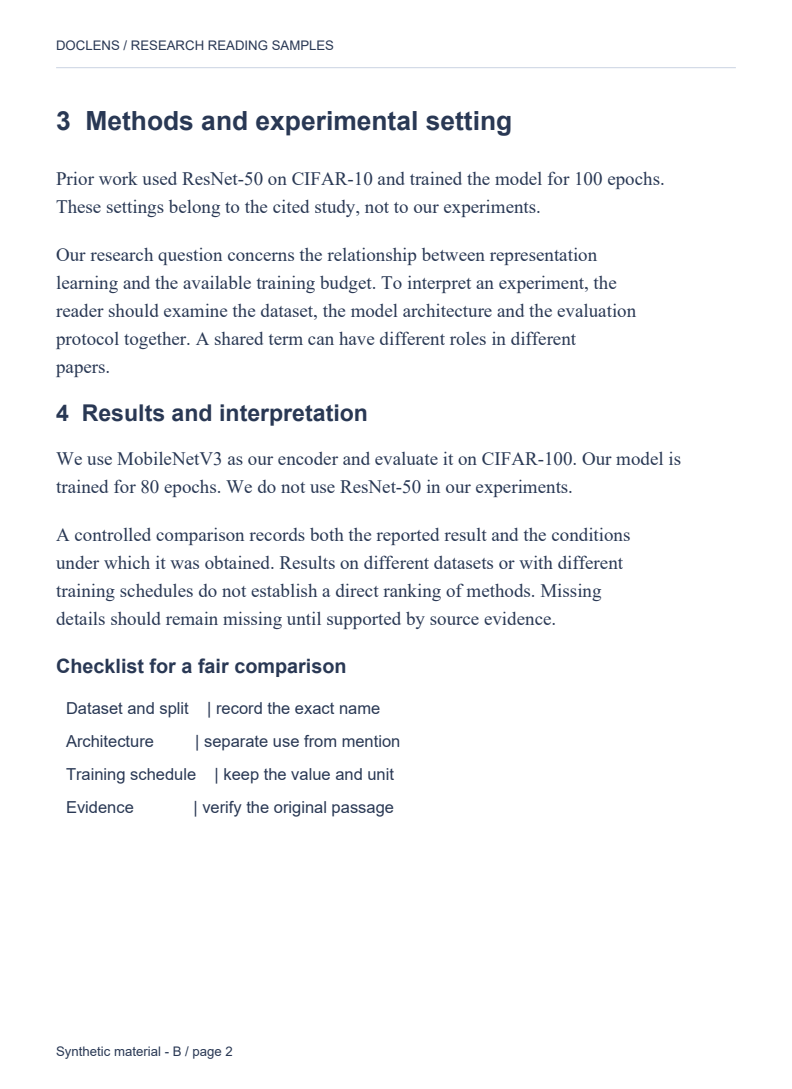 DOCLENS / RESEARCH READING SAMPLES
3 Methods and experimental setting
Prior work used ResNet-50 on CIFAR-10 and trained the model for 100 epochs.
These settings belong to the cited study, not to our experiments.
Our research question concerns the relationship between representation
learning and the available training budget. To interpret an experiment, the
reader should examine the dataset, the model architecture and the evaluation
protocol together. A shared term can have different roles in different
papers.
4 Results and interpretation
We use MobileNetV3 as our encoder and evaluate it on CIFAR-100. Our model is
trained for 80 epochs. We do not use ResNet-50 in our experiments.
A controlled comparison records both the reported result and the conditions
under which it was obtained. Results on different datasets or with different
training schedules do not establish a direct ranking of methods. Missing
details should remain missing until supported by source evidence.
Checklist for a fair comparison
Dataset and split | record the exact name
Architecture | separate use from mention
Training schedule | keep the value and unit
Evidence | verify the original passage
Synthetic material - B / page 2